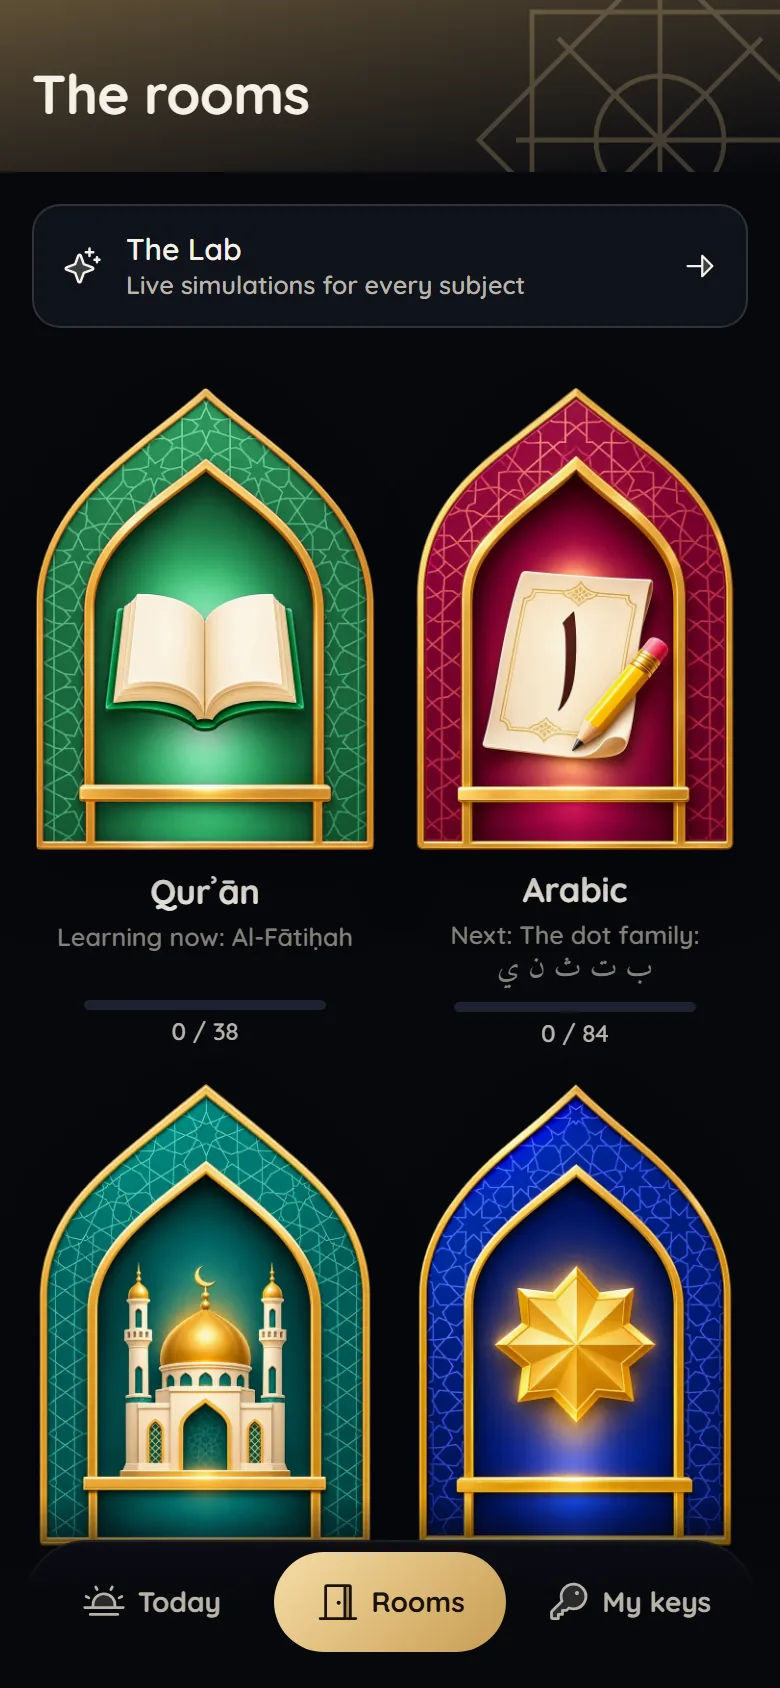 The rooms
The Lab
Live simulations for every subject
ا
Qurʾān
Learning now: Al-Fātiḥah
0 / 38
Arabic
Next: The dot family:
ب ت ث ن ي
0 / 84
Today
Rooms
My keys